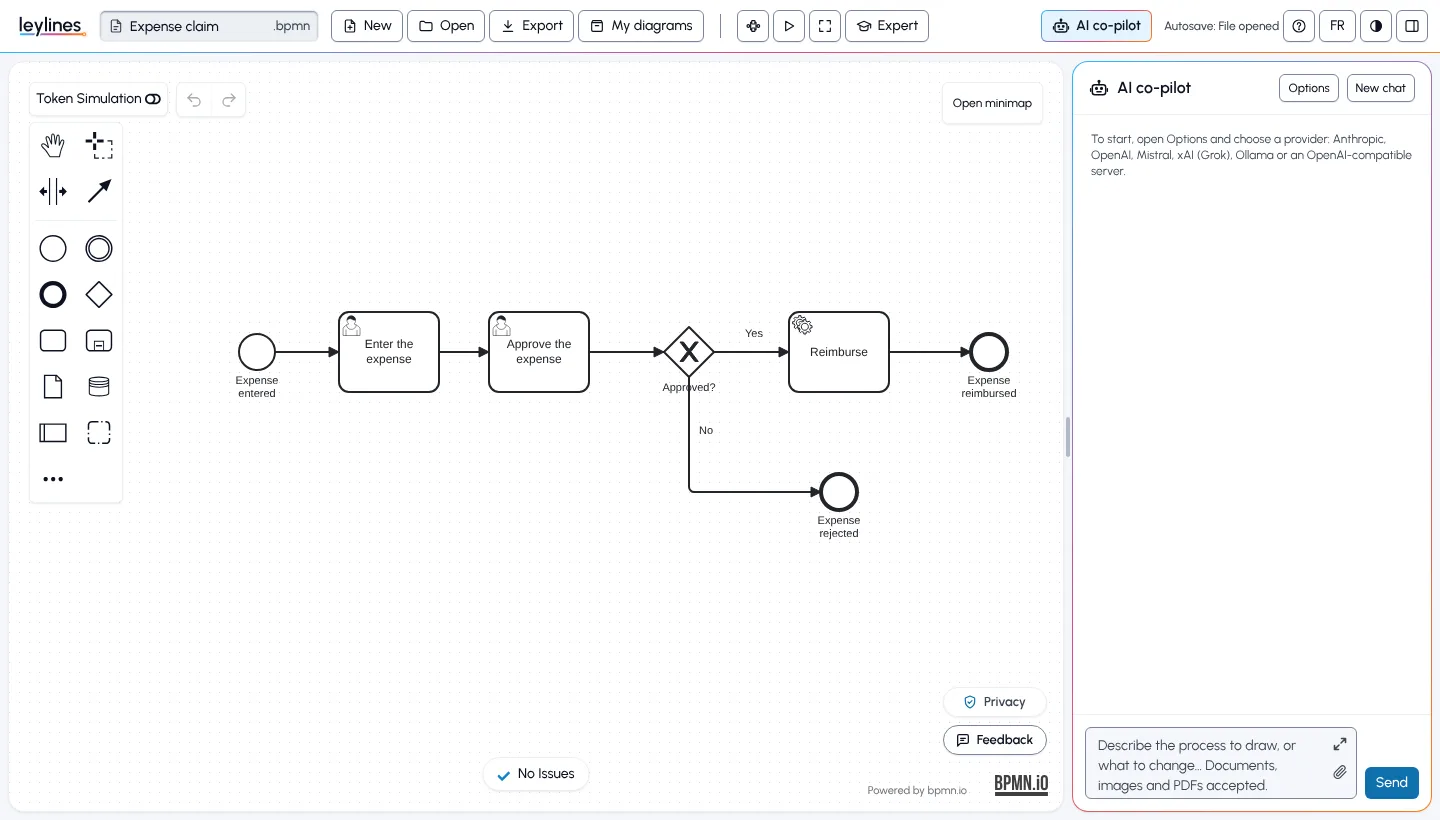 leylines
Expense claim .bpmn
New
Open
Export
My diagrams
Expert
AI co-pilot
Autosave: File opened
FR
Token Simulation
Open minimap
AI co-pilot
Options
New chat
To start, open Options and choose a provider: Anthropic,
OpenAI, Mistral, xAI (Grok), Ollama or an OpenAI-compatible
server.
Expense
entered
Enter the
expense
Approve the
expense
Approved?
Yes
Reimburse
Expense
reimbursed
No
Expense
rejected
Privacy
Feedback
No Issues
Powered by bpmn.io
BPMN.iO
Describe the process to draw, or
what to change... Documents,
images and PDFs accepted.
Send